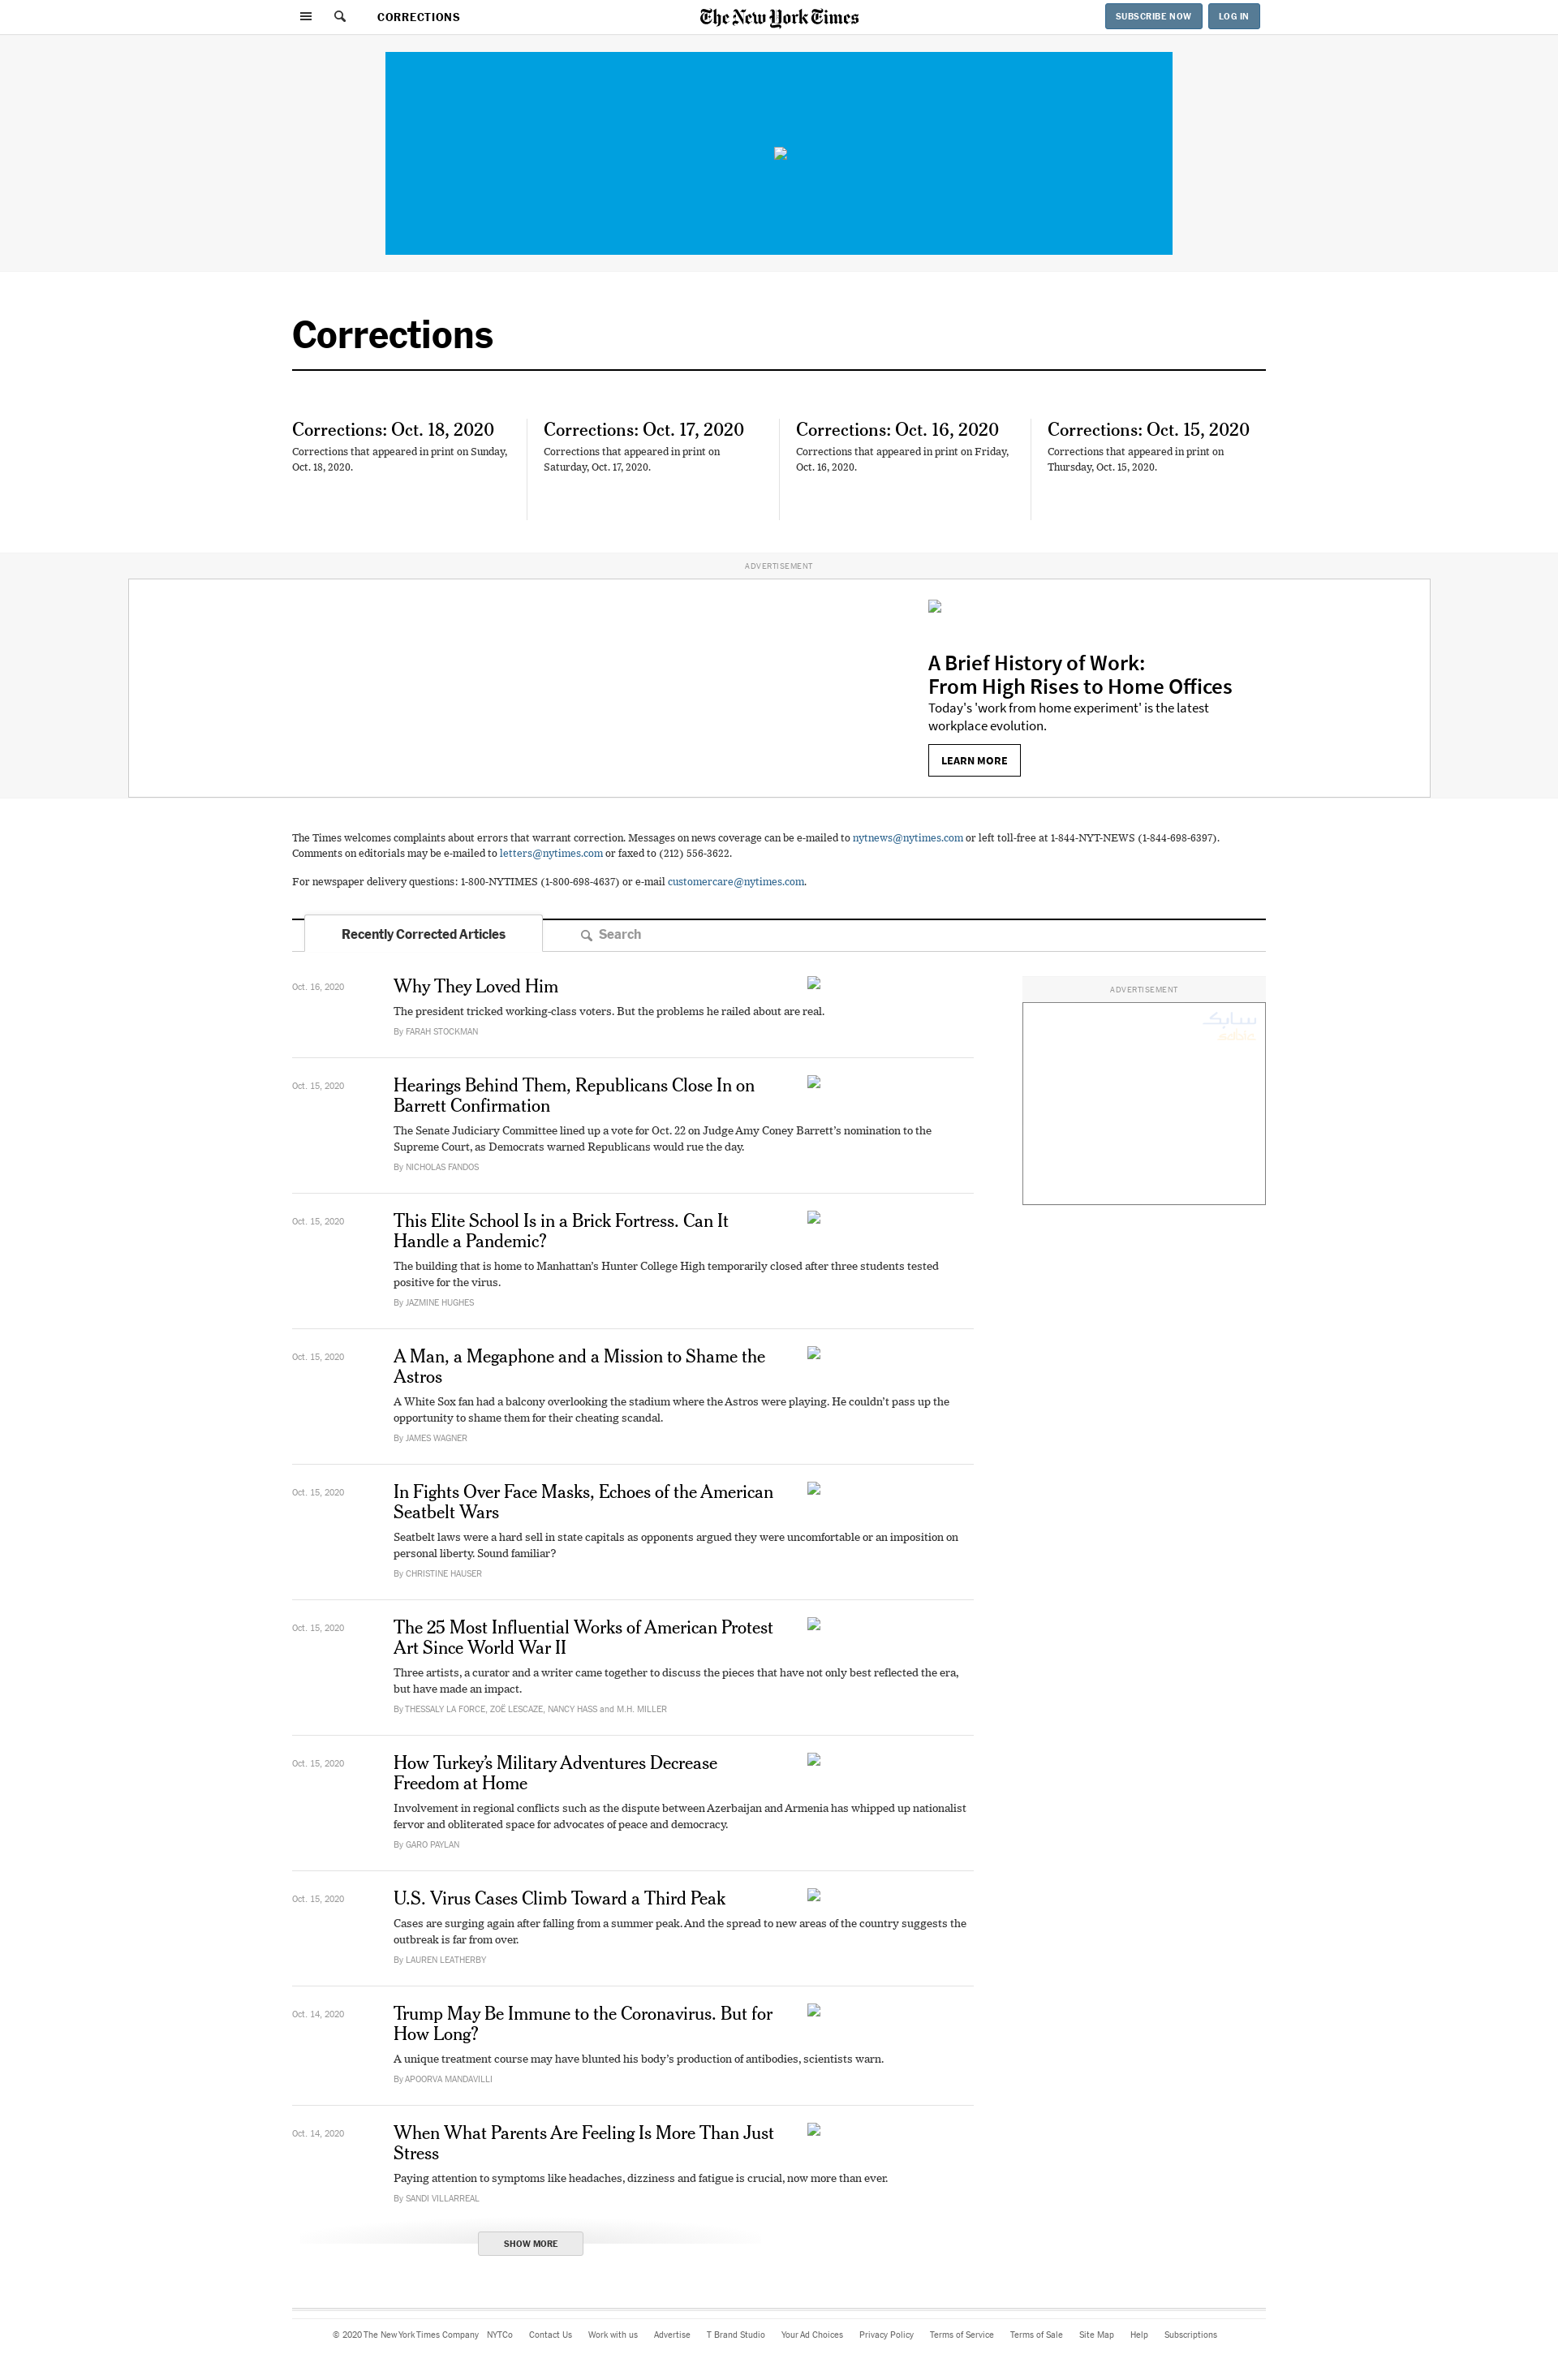 CORRECTIONS
The New York Times
SUBSCRIBE NOW
LOG IN
Corrections
Corrections: Oct. 18, 2020
Corrections that appeared in print on Sunday,
Oct. 18, 2020.
Corrections: Oct. 17, 2020
Corrections that appeared in print on
Saturday, Oct. 17, 2020.
Corrections: Oct. 16, 2020
Corrections that appeared in print on Friday,
Oct. 16, 2020.
Corrections: Oct. 15, 2020
Corrections that appeared in print on
Thursday, Oct. 15, 2020.
ADVERTISEMENT
A Brief History of Work:
From High Rises to Home Offices
Today's 'work from home experiment' is the latest
workplace evolution.
LEARN MORE
The Times welcomes complaints about errors that warrant correction. Messages on news coverage can be e-mailed to nytnews@nytimes.com or left toll-free at 1-844-NYT-NEWS (1-844-698-6397).
Comments on editorials may be e-mailed to letters@nytimes.com or faxed to (212) 556-3622.
For newspaper delivery questions: 1-800-NYTIMES (1-800-698-4637) or e-mail customercare@nytimes.com.
Recently Corrected Articles
Search
Oct. 16, 2020
Why They Loved Him
The president tricked working-class voters. But the problems he railed about are real.
By FARAH STOCKMAN
ADVERTISEMENT
سابك
Oct. 15, 2020
Hearings Behind Them, Republicans Close In on
Barrett Confirmation
The Senate Judiciary Committee lined up a vote for Oct. 22 on Judge Amy Coney Barrett's nomination to the
Supreme Court, as Democrats warned Republicans would rue the day.
By NICHOLAS FANDOS
Oct. 15, 2020
This Elite School Is in a Brick Fortress. Can It
Handle a Pandemic?
The building that is home to Manhattan's Hunter College High temporarily closed after three students tested
positive for the virus.
By JAZMINE HUGHES
Oct. 15, 2020
A Man, a Megaphone and a Mission to Shame the
Astros
A White Sox fan had a balcony overlooking the stadium where the Astros were playing. He couldn't pass up the
opportunity to shame them for their cheating scandal.
By JAMES WAGNER
Oct. 15, 2020
In Fights Over Face Masks, Echoes of the American
Seatbelt Wars
Seatbelt laws were a hard sell in state capitals as opponents argued they were uncomfortable or an imposition on
personal liberty. Sound familiar?
By CHRISTINE HAUSER
Oct. 15, 2020
The 25 Most Influential Works of American Protest
Art Since World War II
Three artists, a curator and a writer came together to discuss the pieces that have not only best reflected the era,
but have made an impact.
By THESSALY LA FORCE, ZOË LESCAZE, NANCY HASS and M.H. MILLER
Oct. 15, 2020
How Turkey's Military Adventures Decrease
Freedom at Home
Involvement in regional conflicts such as the dispute between Azerbaijan and Armenia has whipped up nationalist
fervor and obliterated space for advocates of peace and democracy.
By GARO PAYLAN
Oct. 15, 2020
U.S. Virus Cases Climb Toward a Third Peak
Cases are surging again after falling from a summer peak. And the spread to new areas of the country suggests the
outbreak is far from over.
By LAUREN LEATHERBY
Oct. 14, 2020
Trump May Be Immune to the Coronavirus. But for
How Long?
A unique treatment course may have blunted his body's production of antibodies, scientists warn.
By APOORVA MANDAVILLI
Oct. 14, 2020
When What Parents Are Feeling Is More Than Just
Stress
Paying attention to symptoms like headaches, dizziness and fatigue is crucial, now more than ever.
By SANDI VILLARREAL
SHOW MORE
© 2020 The New York Times Company NYTCo Contact Us Work with us Advertise T Brand Studio Your Ad Choices Privacy Policy Terms of Service Terms of Sale Site Map Help Subscriptions